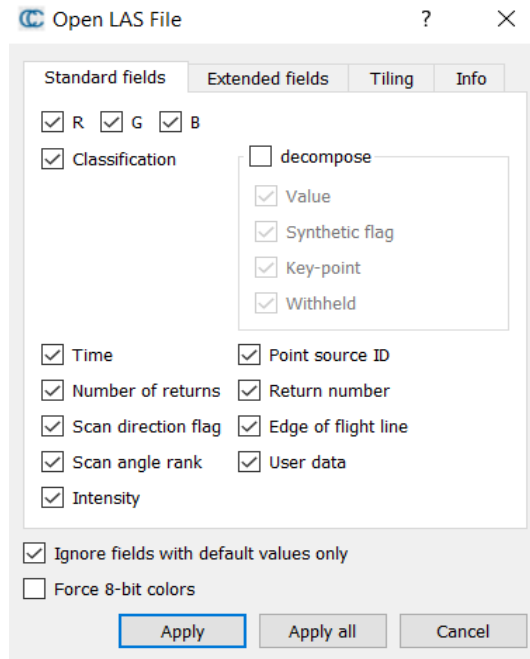 Open LAS File ?
Standard fields Extended fields Tiling Info
R G B
Classification decompose
Value
Synthetic flag
Key-point
Withheld
Time Point source ID
Number of returns Return number
Scan direction flag Edge of flight line
Scan angle rank User data
Intensity
Ignore fields with default values only
Force 8-bit colors
Apply Apply all Cancel